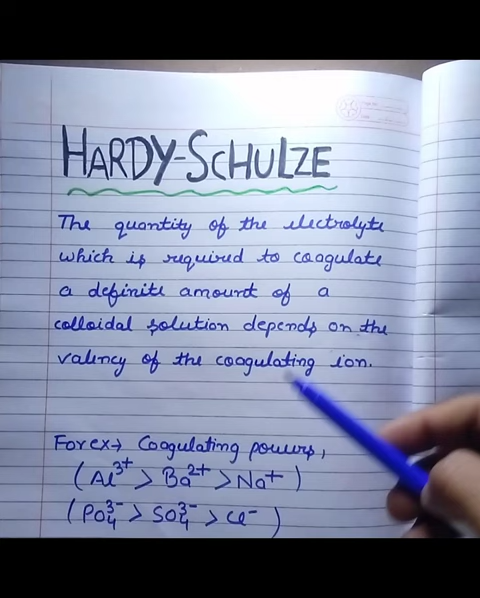 HARDY-SCHULZE
The quantity of the electrolyte
which is required to coagulate
a definite amount of a
colloidal solution depends on the
valency of the coagulating ion.
For ex → Coagulating powers,
(Al³⁺ > Ba²⁺ > Na⁺)
(PO₄³⁻ > SO₄³⁻ > Cl⁻)